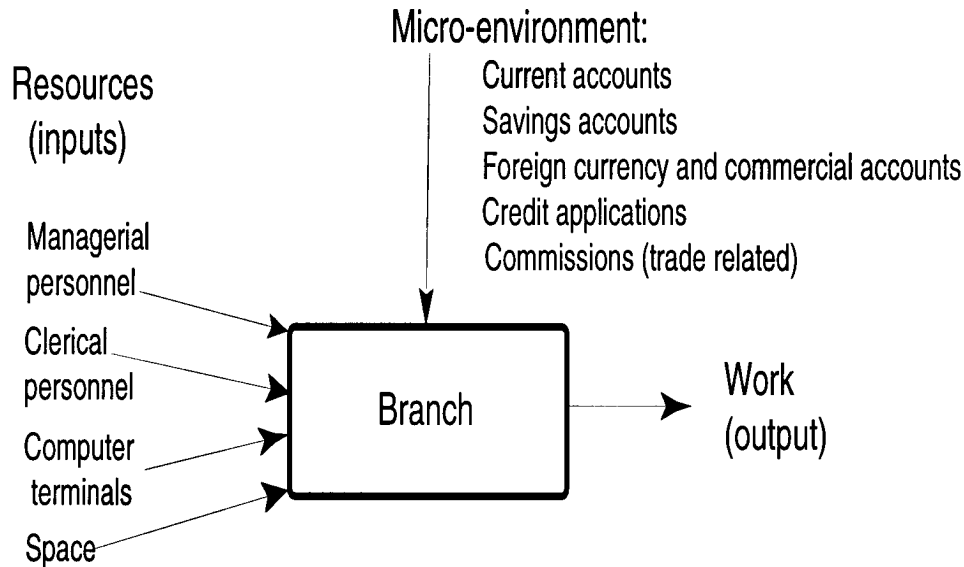 Micro-environment:
Current accounts
Savings accounts
Foreign currency and commercial accounts
Credit applications
Commissions (trade related)
Resources
(inputs)
Managerial
personnel
Clerical
personnel
Computer
terminals
Space
Branch
Work
(output)